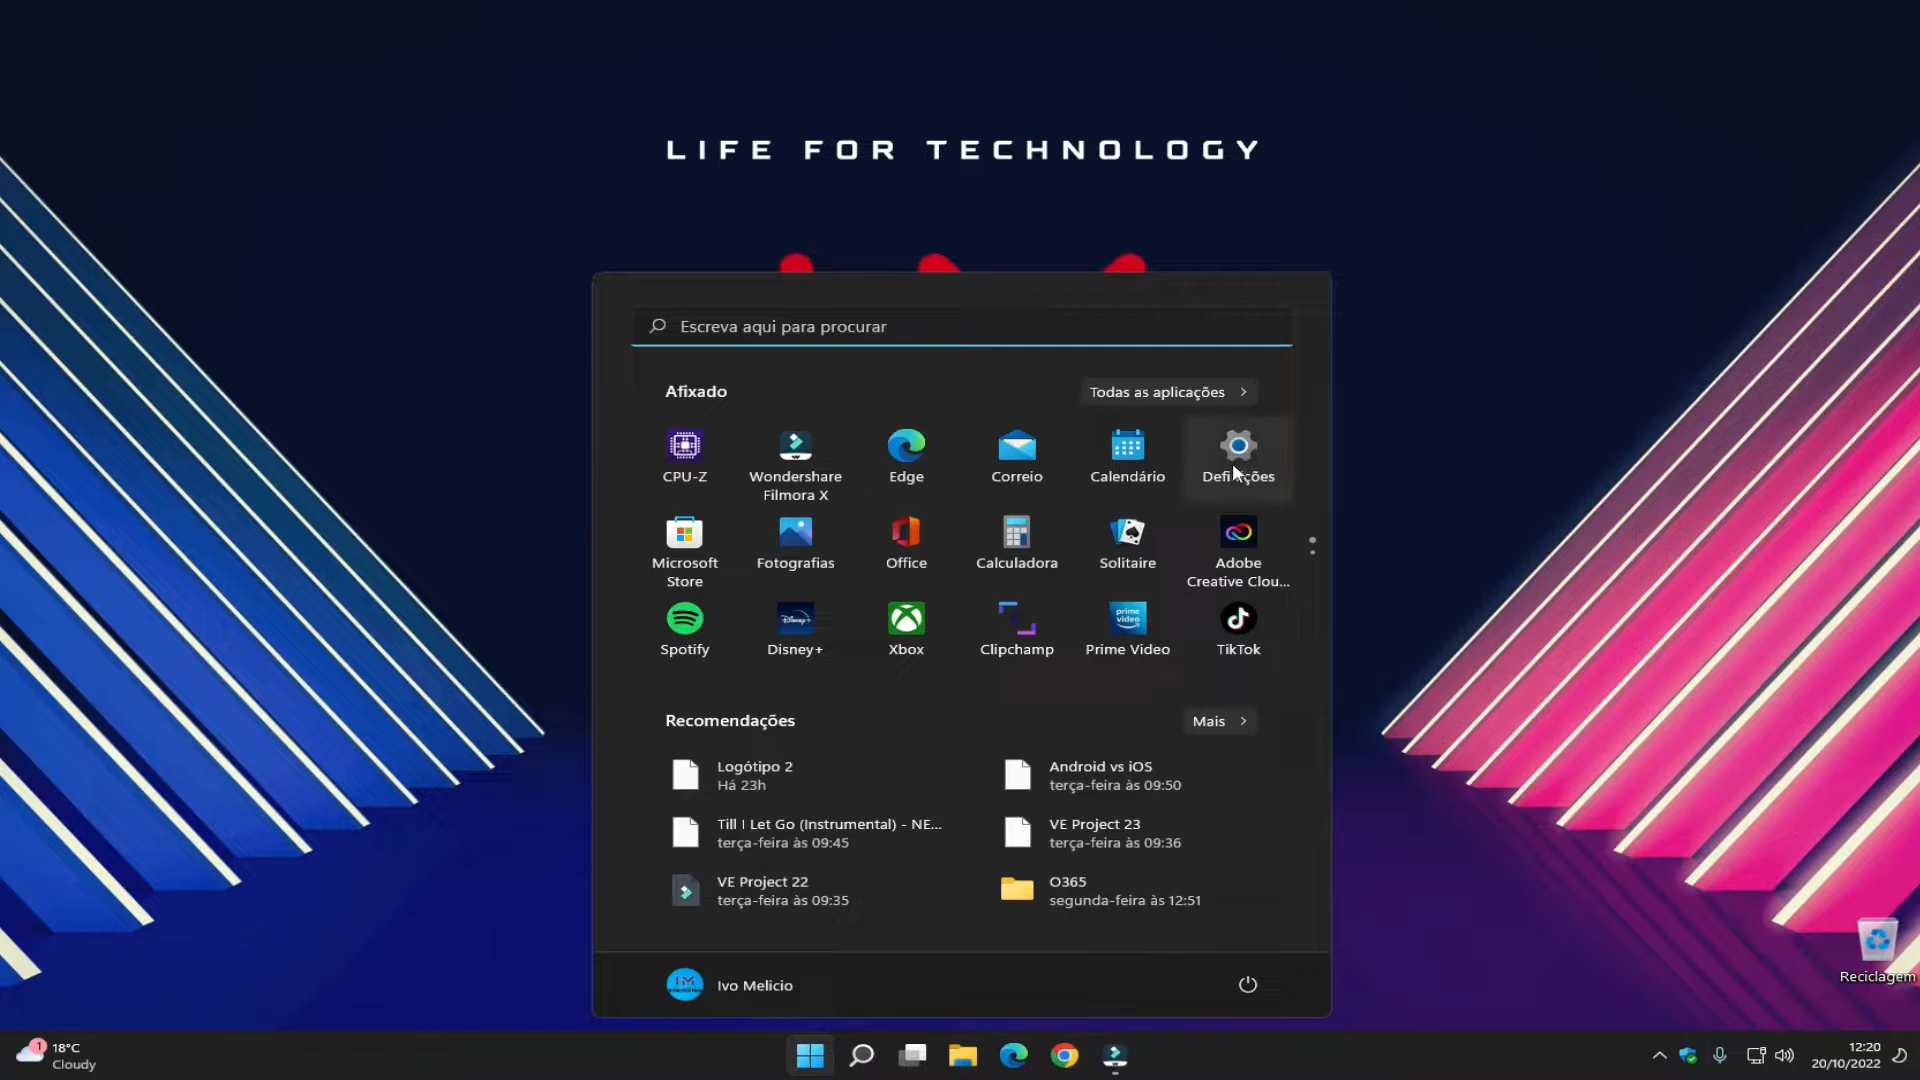 LIFE FOR TECHNOLOGY
Escreva aqui para procurar
Afixado
Todas as aplicações
CPU-Z
Wondershare
Filmora X
Edge
Correio
Calendário
Definições
Microsoft
Store
Fotografias
Office
Calculadora
Solitaire
Adobe
Creative Clou...
Spotify
Disney+
Xbox
Clipchamp
prime
video
Prime Video
TikTok
Recomendações
Mais
Logótipo 2
Há 23h
Android vs iOS
terça-feira às 09:50
Till I Let Go (Instrumental) - NE...
terça-feira às 09:45
VE Project 23
terça-feira às 09:36
VE Project 22
terça-feira às 09:35
O365
segunda-feira às 12:51
IM
Ivo Melicio
Reciclagem
1
18°C
Cloudy
12:20
20/10/2022